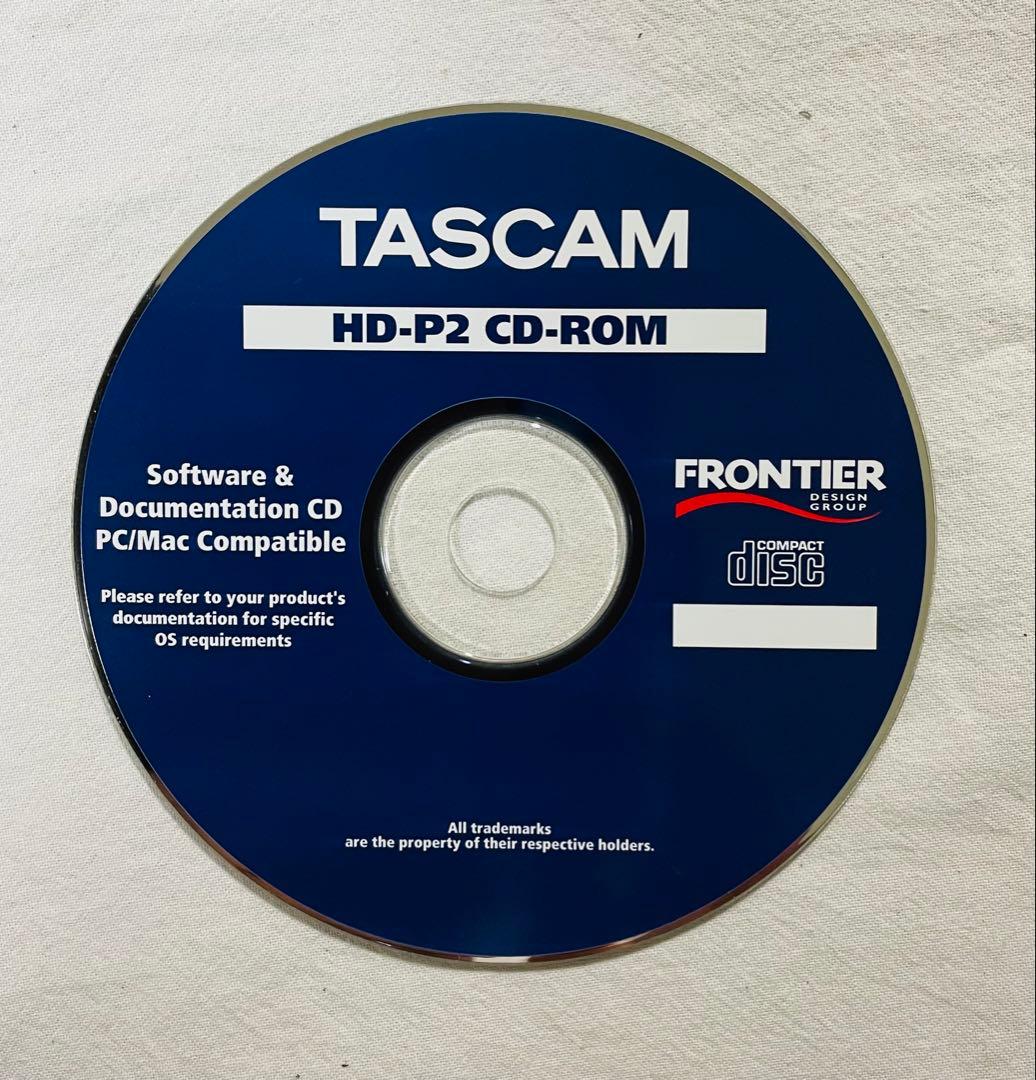 TASCAM
HD-P2 CD-ROM
Software &
Documentation CD
PC/Mac Compatible
Please refer to your product's
documentation for specific
OS requirements
FRONTIER
DESIGN
GROUP
COMPACT
disc
All trademarks
are the property of their respective holders.